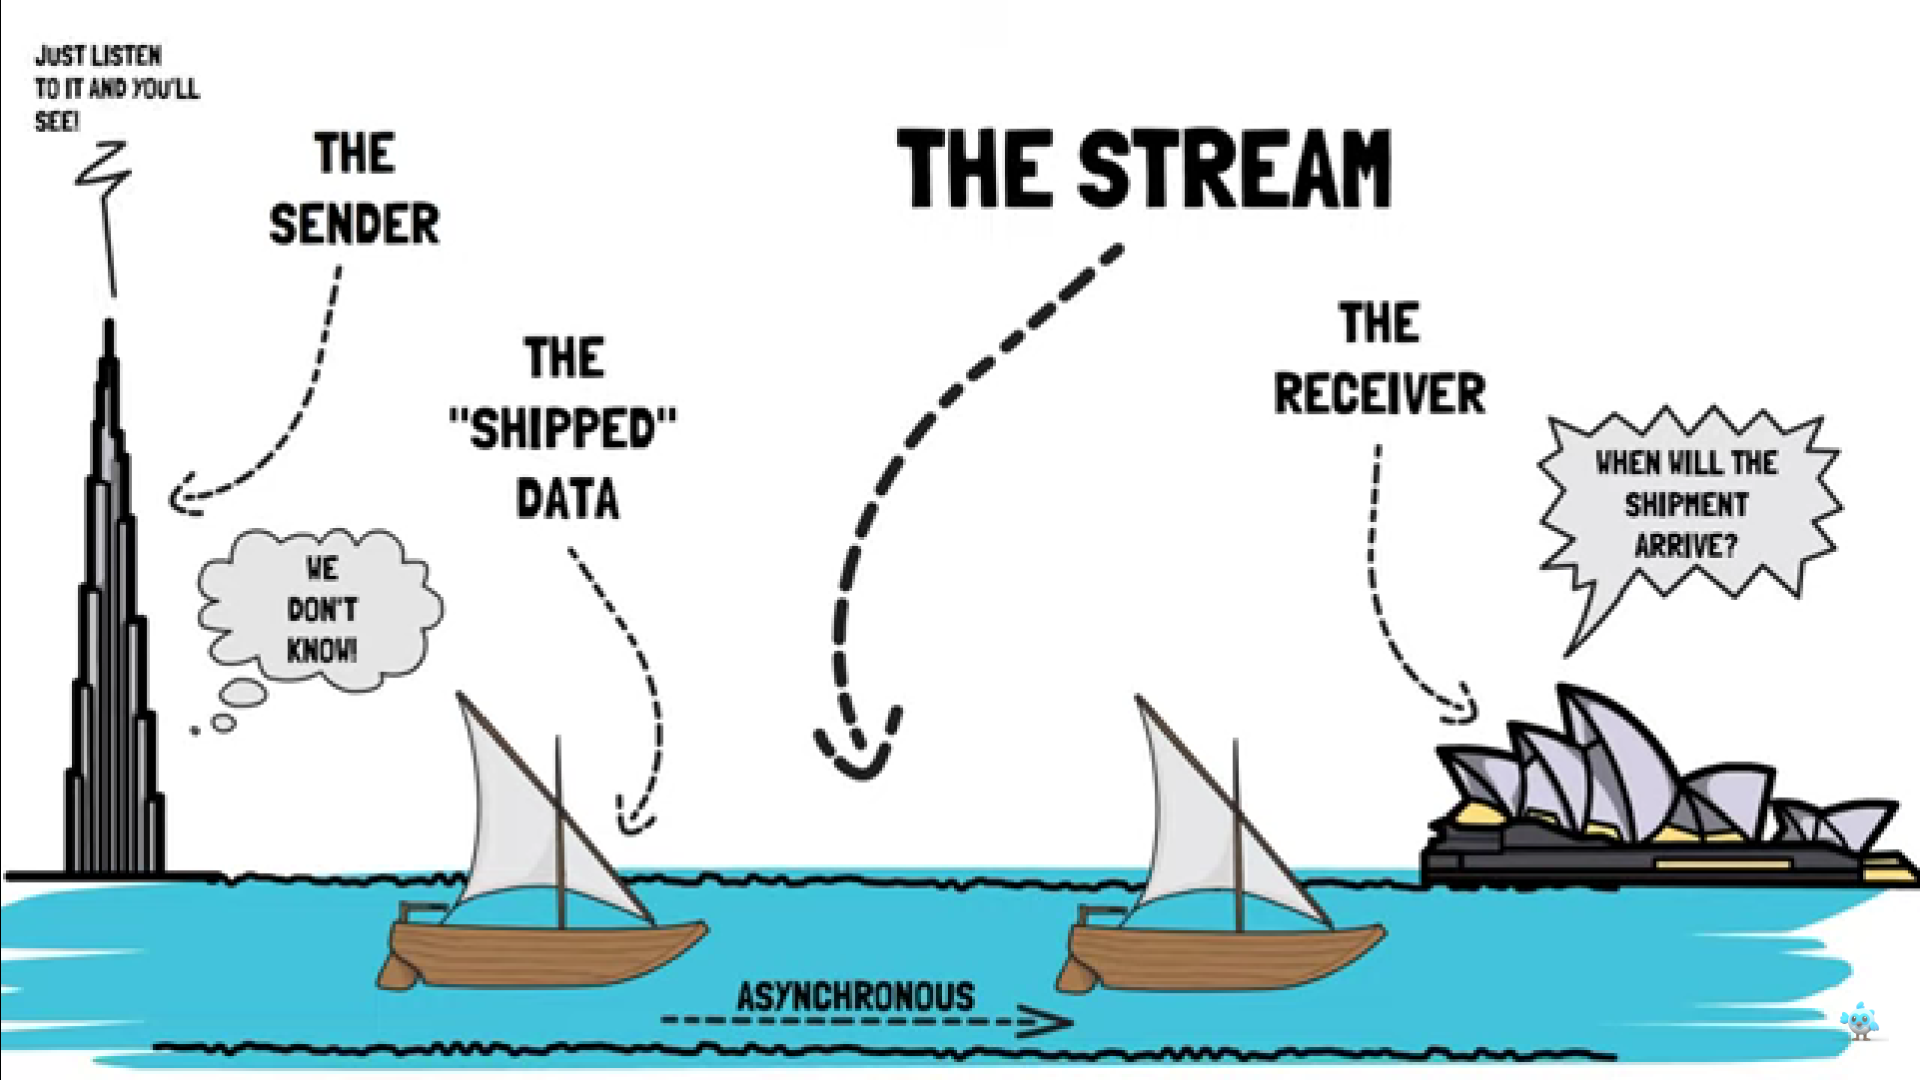 JUST LISTEN
TO IT AND YOU'LL
SEE!
THE
SENDER
THE STREAM
THE
"SHIPPED"
DATA
THE
RECEIVER
WHEN WILL THE
SHIPMENT
ARRIVE?
WE
DON'T
KNOW!
ASYNCHRONOUS